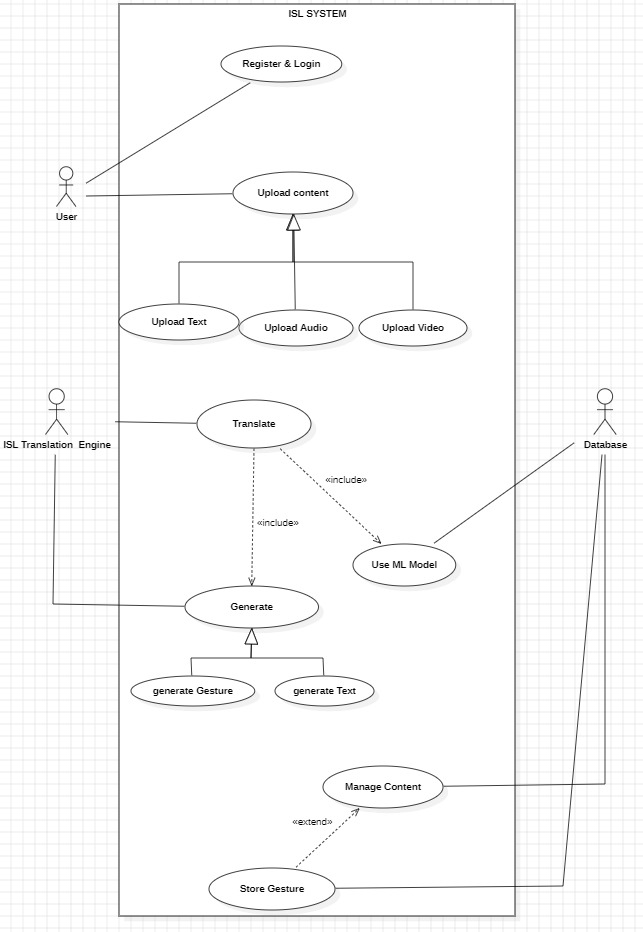 ISL SYSTEM
Register & Login
User
Upload content
Upload Text
Upload Audio
Upload Video
ISL Translation Engine
Translate
Database
«include»
«include»
Use ML Model
Generate
generate Gesture
generate Text
Manage Content
«extend»
Store Gesture